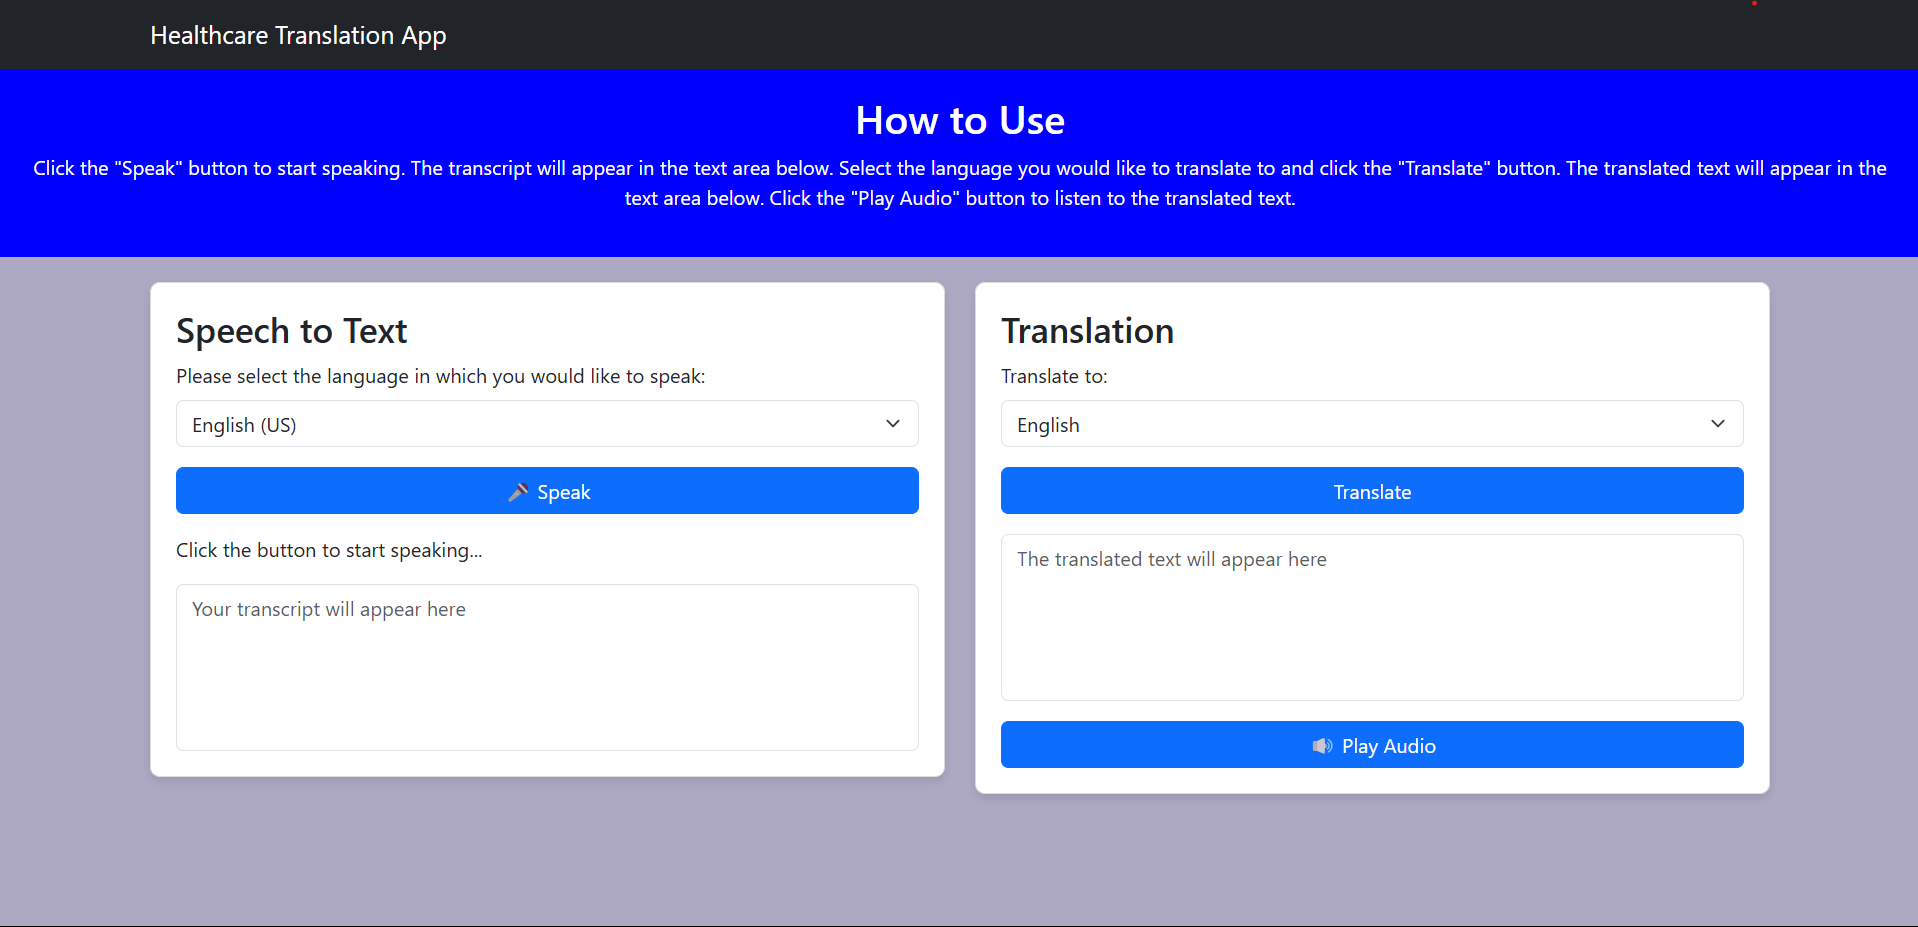 Healthcare Translation App
How to Use
Click the "Speak" button to start speaking. The transcript will appear in the text area below. Select the language you would like to translate to and click the "Translate" button. The translated text will appear in the
text area below. Click the "Play Audio" button to listen to the translated text.
Speech to Text
Please select the language in which you would like to speak:
English (US)
Speak
Click the button to start speaking...
Your transcript will appear here
Translation
Translate to:
English
Translate
The translated text will appear here
Play Audio